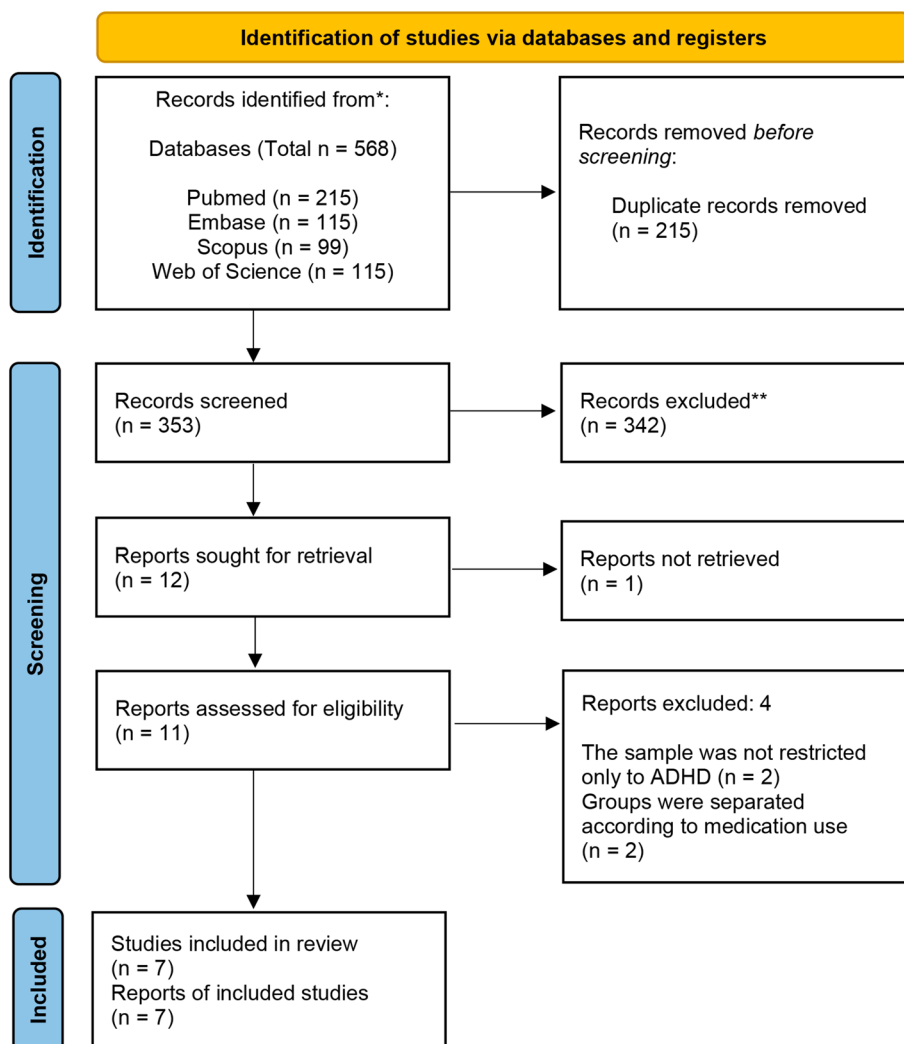 Identification of studies via databases and registers
Identification
Records identified from*:
Databases (Total n = 568)
Pubmed (n = 215)
Embase (n = 115)
Scopus (n = 99)
Web of Science (n = 115)
Records removed before
screening:
Duplicate records removed
(n = 215)
Screening
Records screened
(n = 353)
Records excluded**
(n = 342)
Reports sought for retrieval
(n = 12)
Reports not retrieved
(n = 1)
Reports assessed for eligibility
(n = 11)
Reports excluded: 4
The sample was not restricted
only to ADHD (n = 2)
Groups were separated
according to medication use
(n = 2)
Included
Studies included in review
(n = 7)
Reports of included studies
(n = 7)